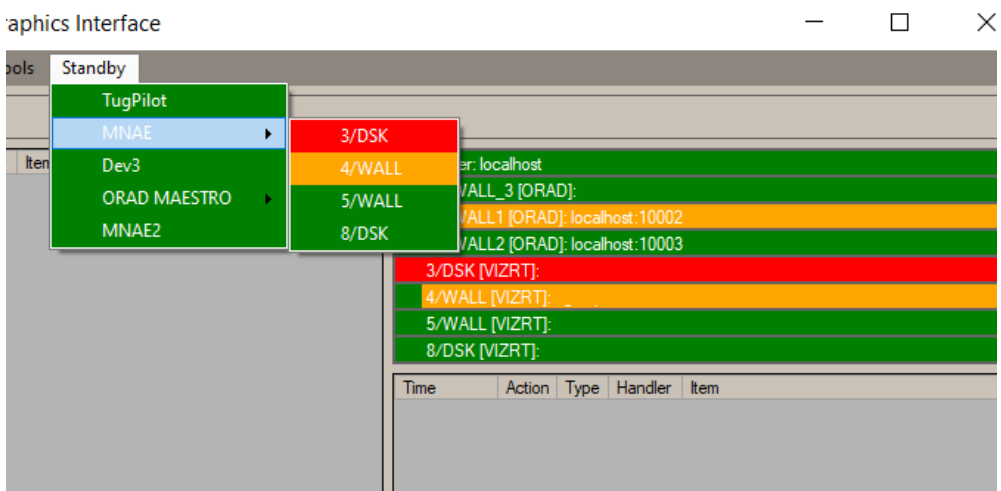 raphics Interface
ools Standby
TugPilot
MNAE
Dev3
ORAD MAESTRO
MNAE2
3/DSK
4/WALL
5/WALL
8/DSK
Iten
er: localhost
WALL_3 [ORAD]:
WALL1 [ORAD]: localhost:10002
WALL2 [ORAD]: localhost:10003
3/DSK [VIZRT]:
4/WALL [VIZRT]:
5/WALL [VIZRT]:
8/DSK [VIZRT]:
Time Action Type Handler Item